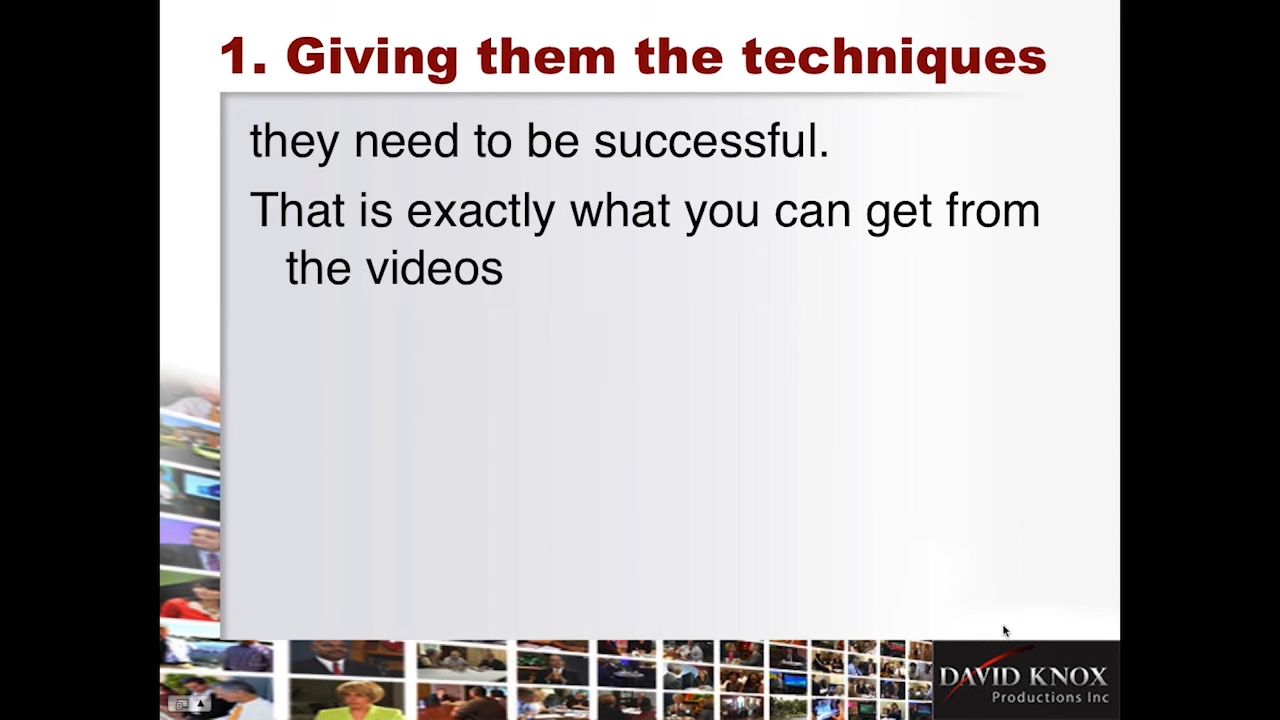 1. Giving them the techniques
they need to be successful.
That is exactly what you can get from
the videos
DAVID KNOX
Productions Inc